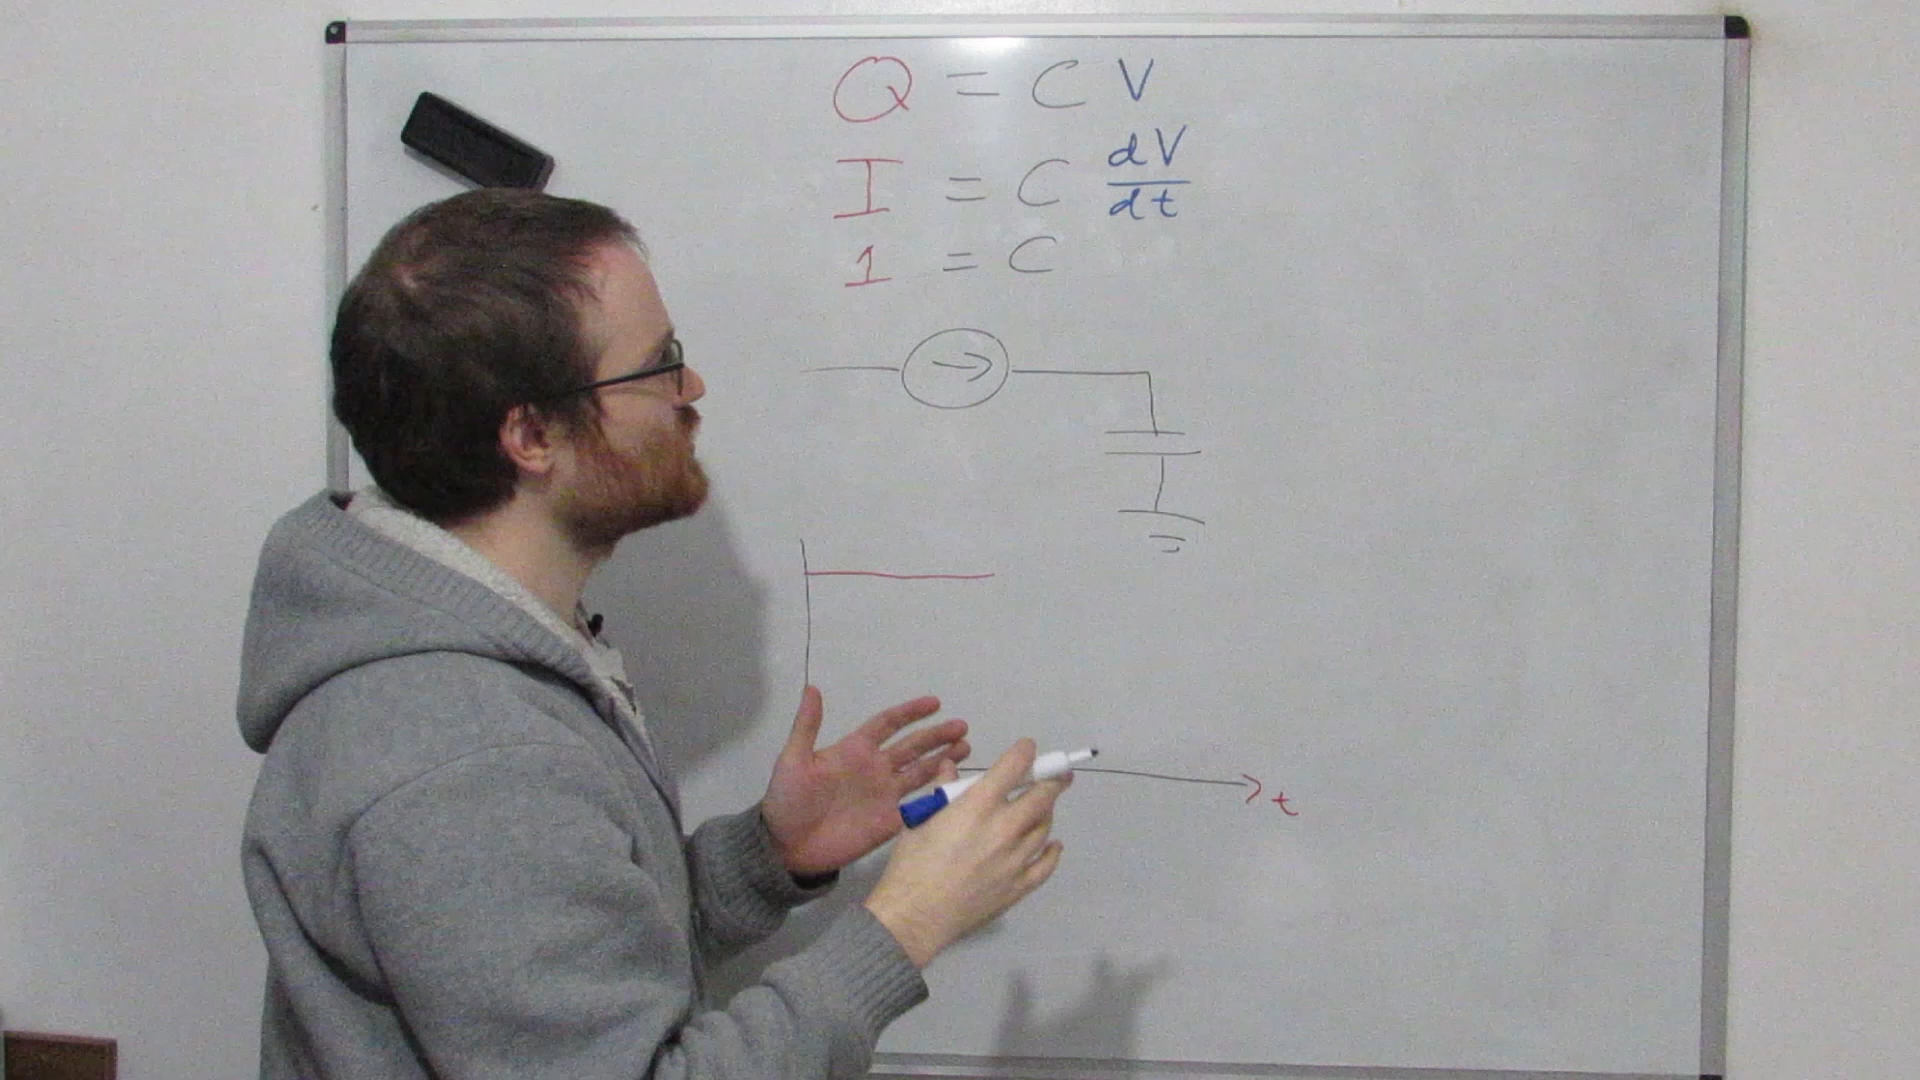 Q = C V
I = C dV/dt
1 = C
t